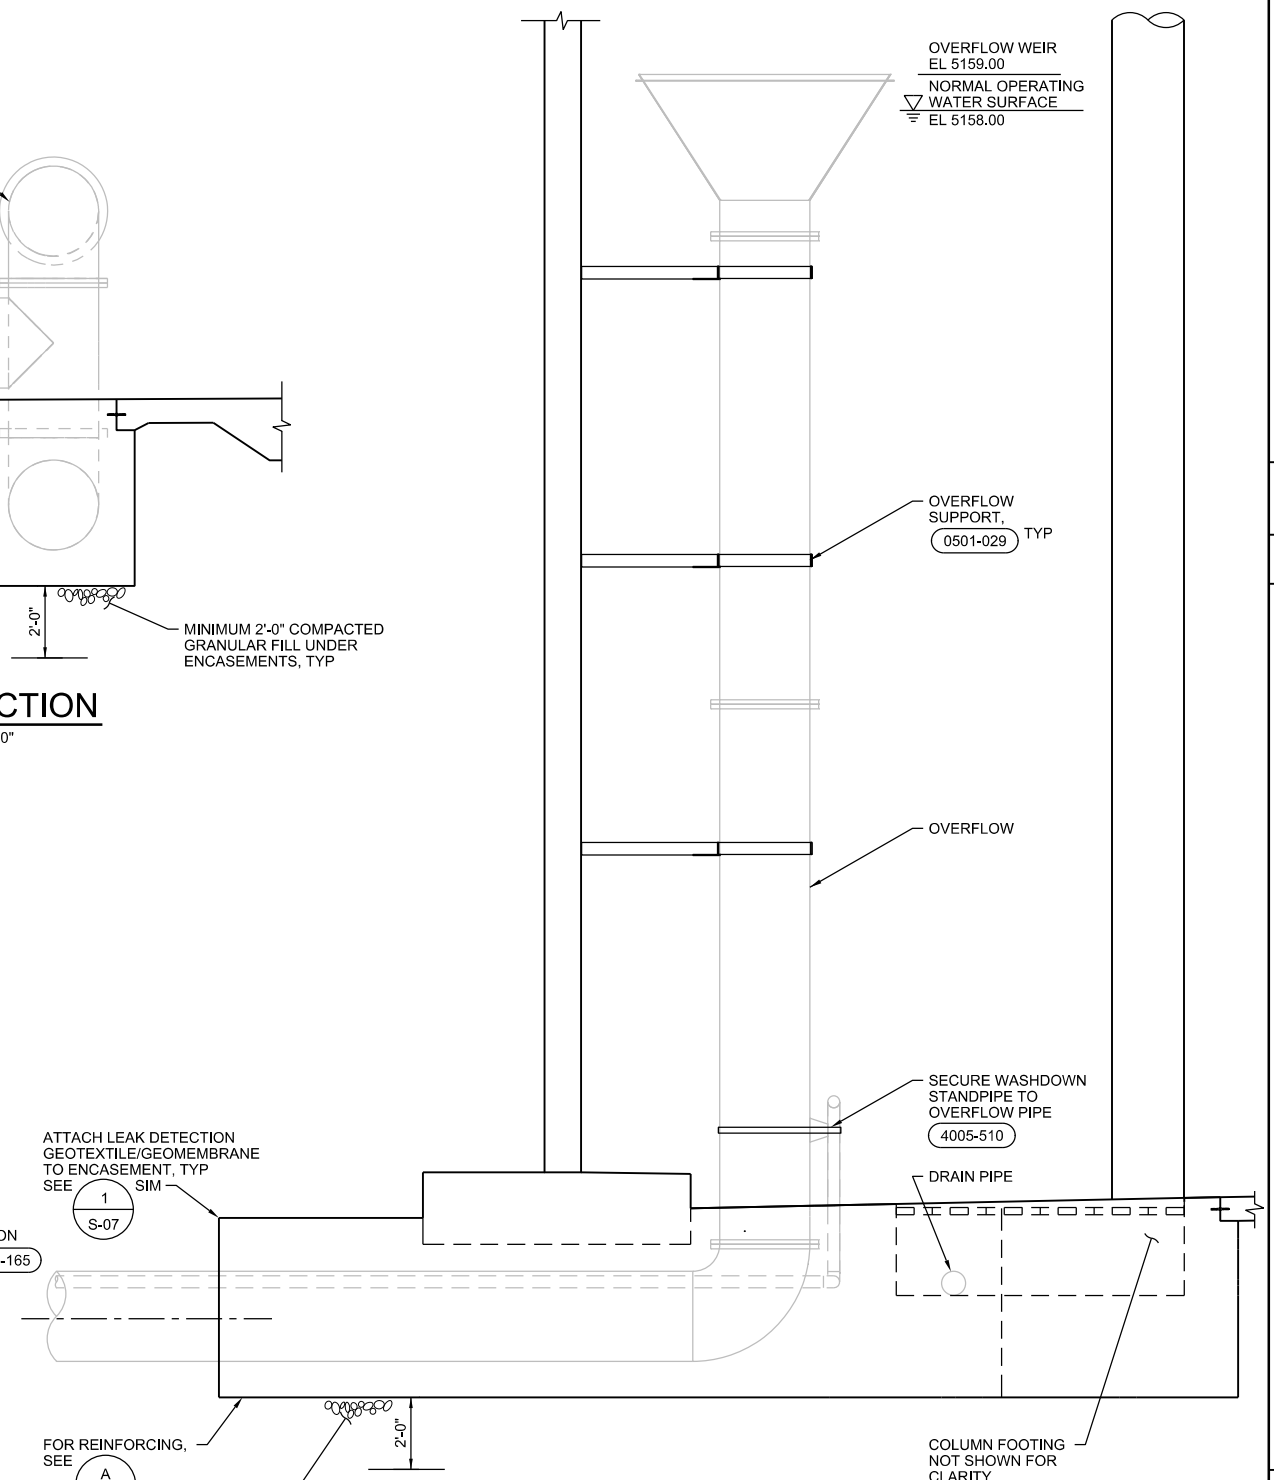 OVERFLOW WEIR
EL 5159.00
NORMAL OPERATING
WATER SURFACE
EL 5158.00
OVERFLOW
SUPPORT,
0501-029 TYP
2'-0"
MINIMUM 2'-0" COMPACTED
GRANULAR FILL UNDER
ENCASEMENTS, TYP
CTION
0"
OVERFLOW
SECURE WASHDOWN
STANDPIPE TO
OVERFLOW PIPE
4005-510
ATTACH LEAK DETECTION
GEOTEXTILE/GEOMEMBRANE
TO ENCASEMENT, TYP
SEE 1 SIM
S-07
DRAIN PIPE
ON
-165
2'-0"
FOR REINFORCING,
SEE
A
COLUMN FOOTING
NOT SHOWN FOR
CLARITY